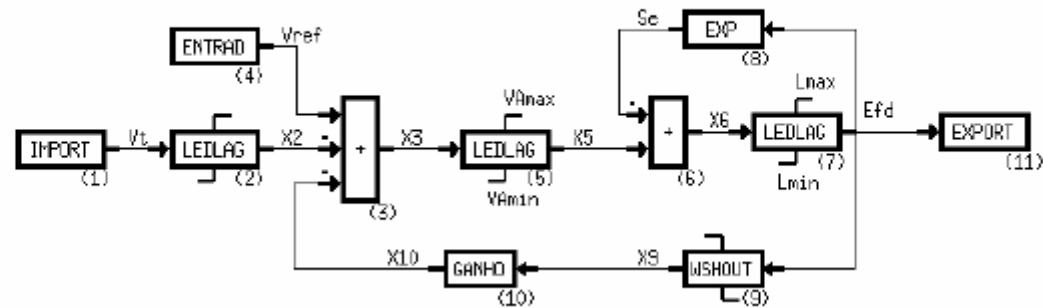 Se
EXP
(8)
ENTRAD
Vref
(4)
VAmax
Lmax
Efd
IMPORT
Vt
LEDLAG
X2
+
X3
LEDLAG
X5
+
X6
LEDLAG
EXPORT
(1)
(2)
(3)
(5)
(6)
(7)
(11)
VAmin
Lmin
X10
GANHO
X9
WSHOUT
(10)
(9)